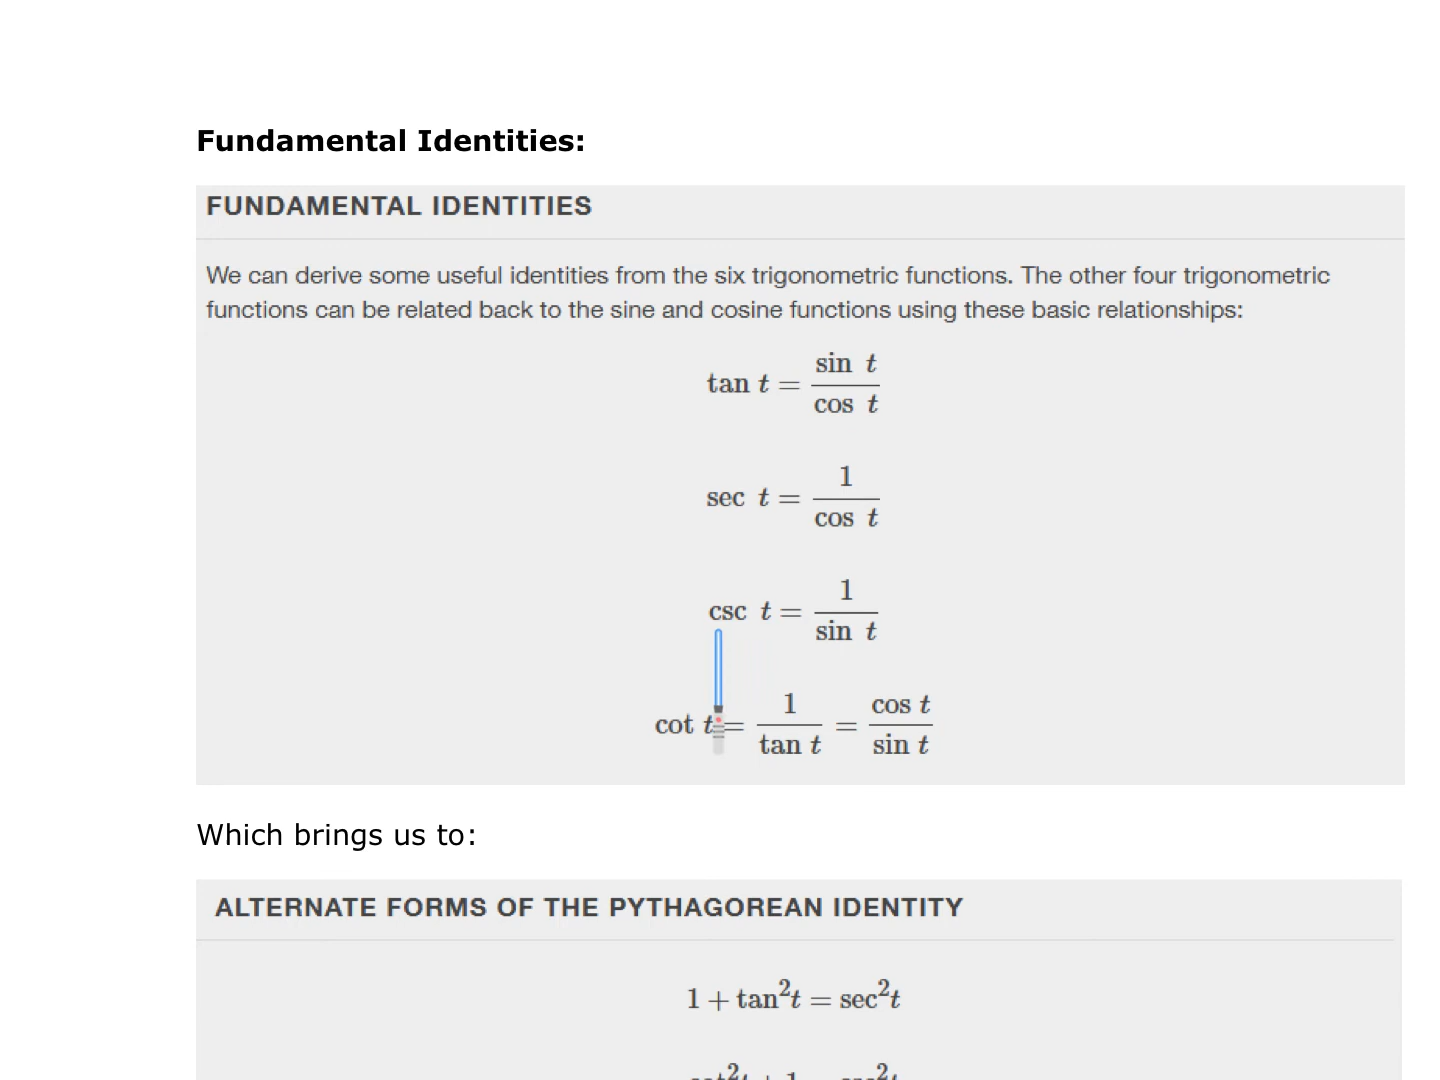 Fundamental Identities:
FUNDAMENTAL IDENTITIES
We can derive some useful identities from the six trigonometric functions. The other four trigonometric
functions can be related back to the sine and cosine functions using these basic relationships:
tan t = sin t / cos t
sec t = 1 / cos t
csc t = 1 / sin t
cot t = 1 / tan t = cos t / sin t
Which brings us to:
ALTERNATE FORMS OF THE PYTHAGOREAN IDENTITY
1 + tan²t = sec²t